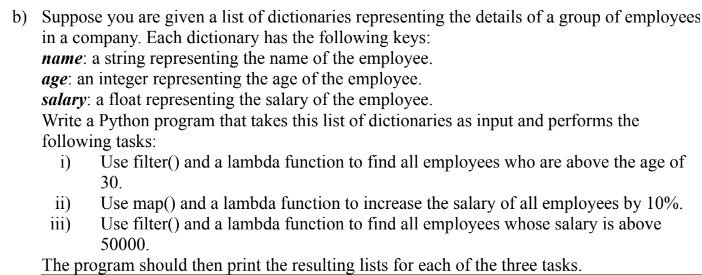 b) Suppose you are given a list of dictionaries representing the details of a group of employees
in a company. Each dictionary has the following keys:
name: a string representing the name of the employee.
age: an integer representing the age of the employee.
salary: a float representing the salary of the employee.
Write a Python program that takes this list of dictionaries as input and performs the
following tasks:
i) Use filter() and a lambda function to find all employees who are above the age of
30.
ii) Use map() and a lambda function to increase the salary of all employees by 10%.
iii) Use filter() and a lambda function to find all employees whose salary is above
50000.
The program should then print the resulting lists for each of the three tasks.